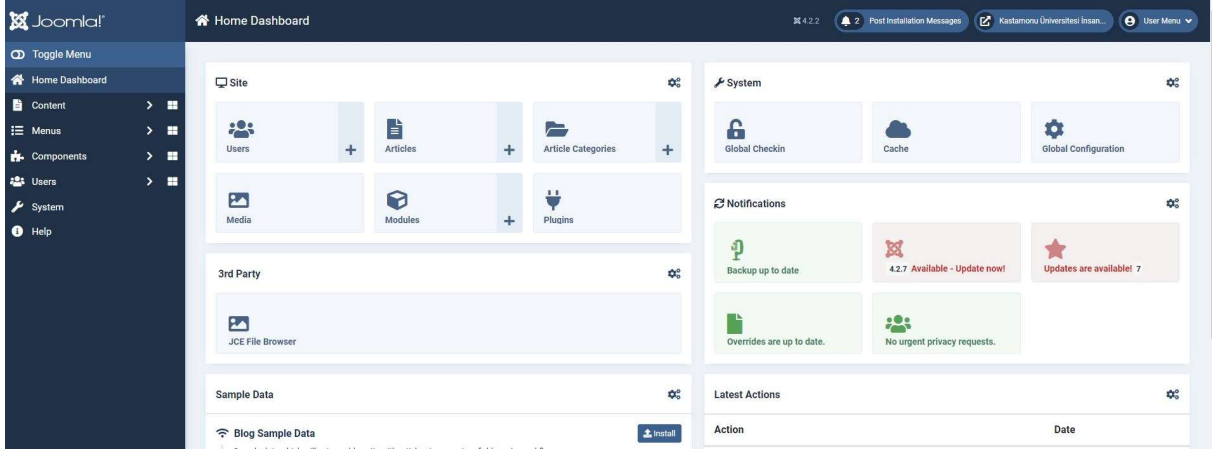 Joomla!
Home Dashboard
4.2.2
2 Post Installation Messages
Kastamonu Üniversitesi İnsan...
User Menu
Toggle Menu
Home Dashboard
Content
Menus
Components
Users
System
Help
Site
Users
Articles
Article Categories
Media
Modules
Plugins
3rd Party
JCE File Browser
Sample Data
Blog Sample Data
Install
System
Global Checkin
Cache
Global Configuration
Notifications
Backup up to date
4.2.7 Available - Update now!
Updates are available! 7
Overrides are up to date.
No urgent privacy requests.
Latest Actions
Action Date